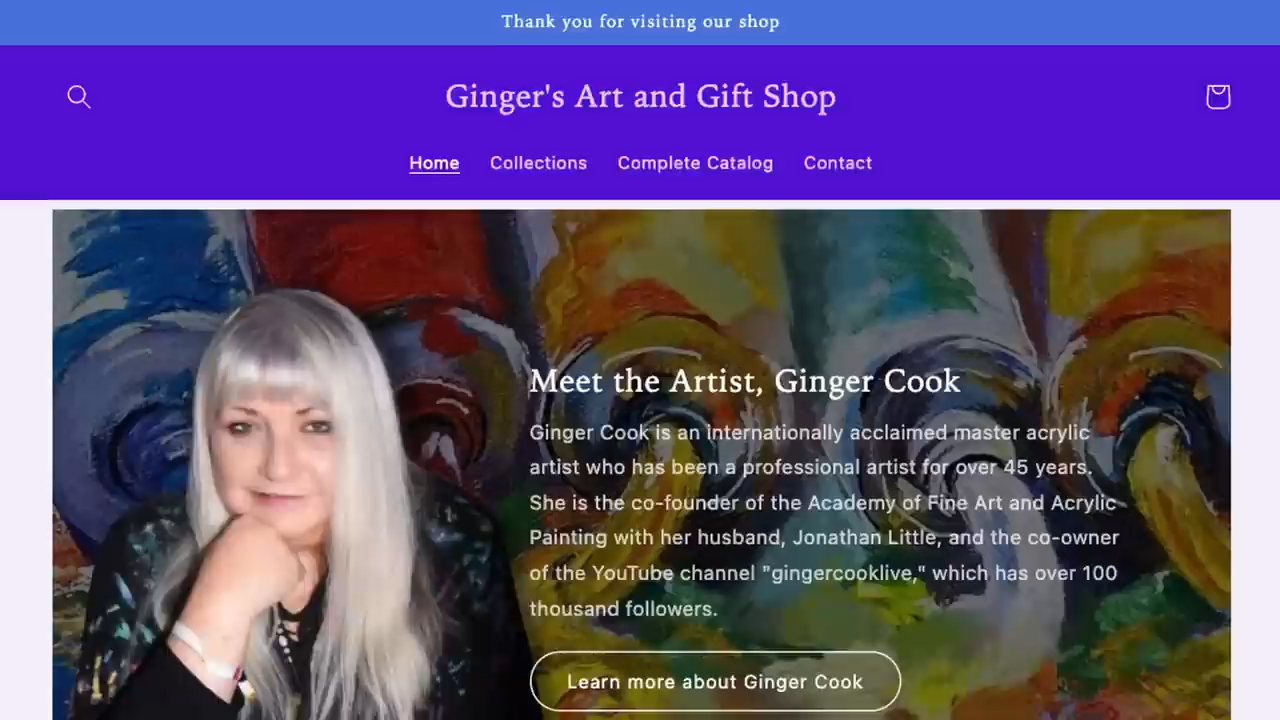 Thank you for visiting our shop
Ginger's Art and Gift Shop
Home Collections Complete Catalog Contact
Meet the Artist, Ginger Cook
Ginger Cook is an internationally acclaimed master acrylic
artist who has been a professional artist for over 45 years.
She is the co-founder of the Academy of Fine Art and Acrylic
Painting with her husband, Jonathan Little, and the co-owner
of the YouTube channel "gingercooklive," which has over 100
thousand followers.
Learn more about Ginger Cook